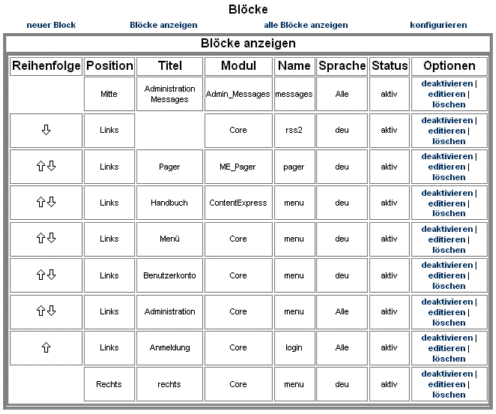 Blöcke
neuer Block Blöcke anzeigen alle Blöcke anzeigen konfigurieren
Blöcke anzeigen
Reihenfolge Position Titel Modul Name Sprache Status Optionen
Mitte Administration Messages Admin_Messages messages Alle aktiv deaktivieren | editieren | löschen
Links Core rss2 deu aktiv deaktivieren | editieren | löschen
Links Pager ME_Pager pager deu aktiv deaktivieren | editieren | löschen
Links Handbuch ContentExpress menu deu aktiv deaktivieren | editieren | löschen
Links Menü Core menu deu aktiv deaktivieren | editieren | löschen
Links Benutzerkonto Core menu deu aktiv deaktivieren | editieren | löschen
Links Administration Core menu Alle aktiv deaktivieren | editieren | löschen
Links Anmeldung Core login Alle aktiv deaktivieren | editieren | löschen
Rechts rechts Core menu deu aktiv deaktivieren | editieren | löschen